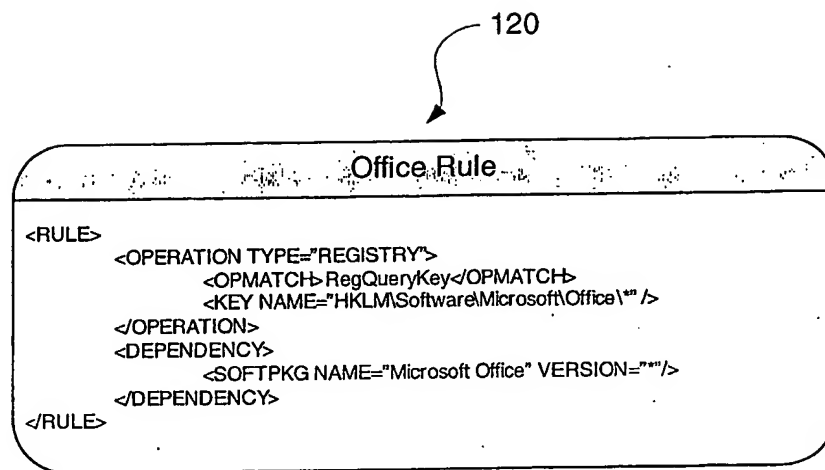 120
Office Rule
<RULE>
<OPERATION TYPE="REGISTRY">
<OPMATCH>RegQueryKey</OPMATCH>
<KEY NAME="HKLM\Software\Microsoft\Office\*" />
</OPERATION>
<DEPENDENCY>
<SOFTPKG NAME="Microsoft Office" VERSION="*"/>
</DEPENDENCY>
</RULE>